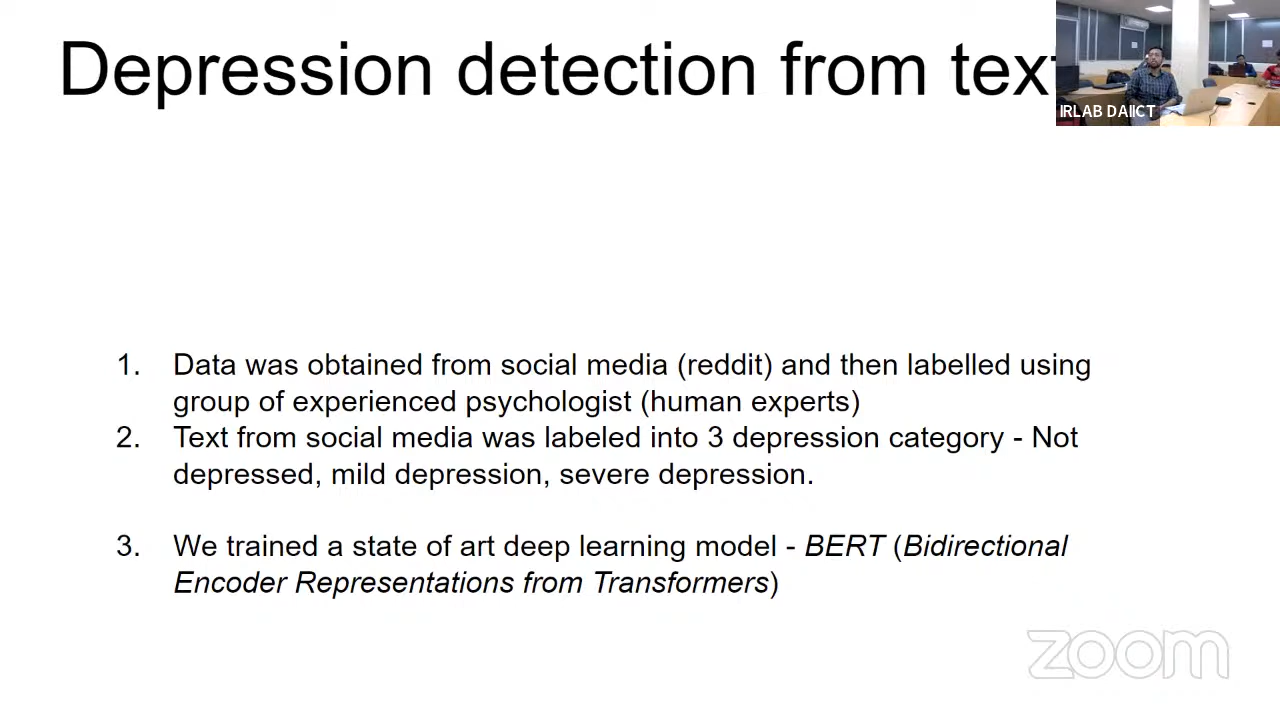 Depression detection from text
IRLAB DAIICT
1. Data was obtained from social media (reddit) and then labelled using
group of experienced psychologist (human experts)
2. Text from social media was labeled into 3 depression category - Not
depressed, mild depression, severe depression.
3. We trained a state of art deep learning model - BERT (Bidirectional
Encoder Representations from Transformers)
zoom